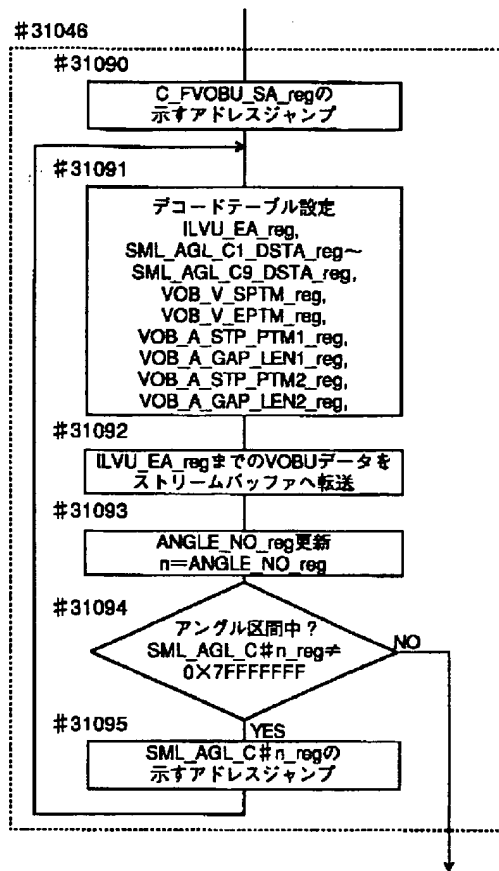 #31046
#31090
C_FVOBU_SA_regの
示すアドレスジャンプ
#31091
デコードテーブル設定
ILVU_EA_reg,
SML_AGL_C1_DSTA_reg～
SML_AGL_C9_DSTA_reg,
VOB_V_SPTM_reg,
VOB_V_EPTM_reg,
VOB_A_STP_PTM1_reg,
VOB_A_GAP_LEN1_reg,
VOB_A_STP_PTM2_reg,
VOB_A_GAP_LEN2_reg,
#31092
ILVU_EA_regまでのVOBUデータを
ストリームバッファへ転送
#31093
ANGLE_NO_reg更新
n=ANGLE_NO_reg
#31094
アングル区間中?
SML_AGL_C#n_reg≠
0×7FFFFFFF
NO
YES
#31095
SML_AGL_C#n_regの
示すアドレスジャンプ